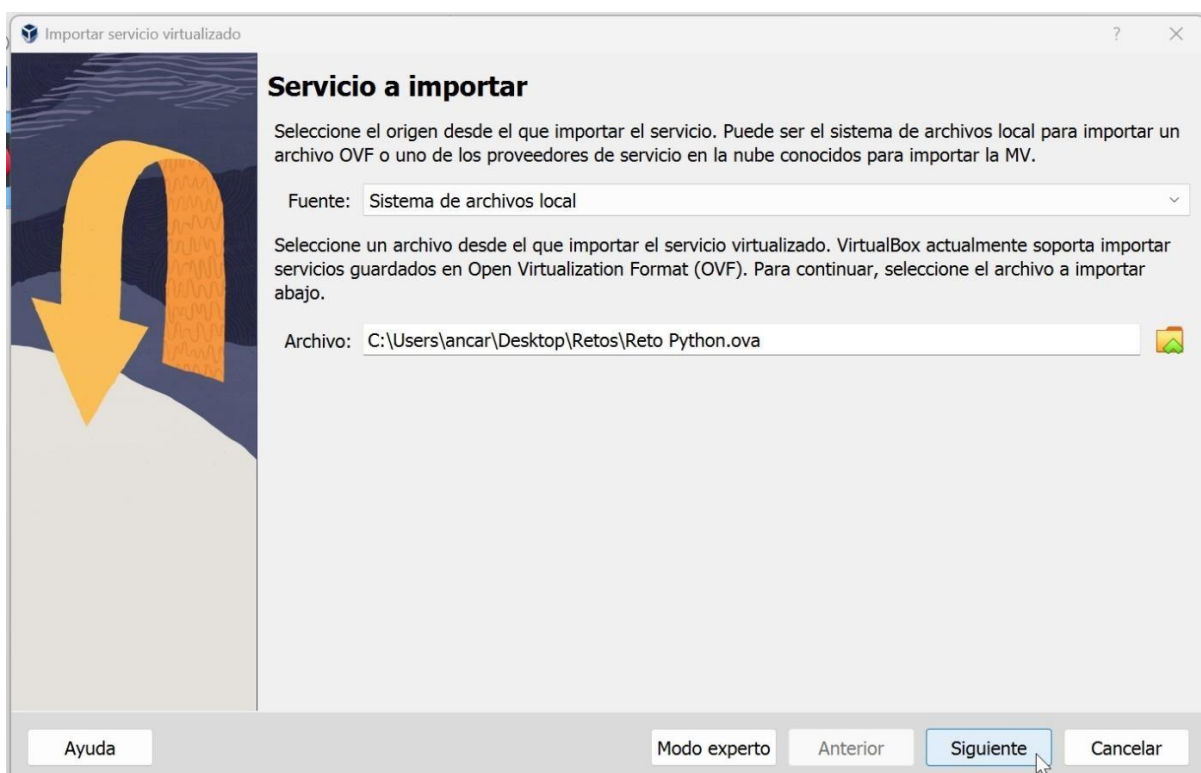 Importar servicio virtualizado
?
Servicio a importar
Seleccione el origen desde el que importar el servicio. Puede ser el sistema de archivos local para importar un
archivo OVF o uno de los proveedores de servicio en la nube conocidos para importar la MV.
Fuente: Sistema de archivos local
Seleccione un archivo desde el que importar el servicio virtualizado. VirtualBox actualmente soporta importar
servicios guardados en Open Virtualization Format (OVF). Para continuar, seleccione el archivo a importar
abajo.
Archivo: C:\Users\ancar\Desktop\Retos\Reto Python.ova
Ayuda Modo experto Anterior Siguiente Cancelar